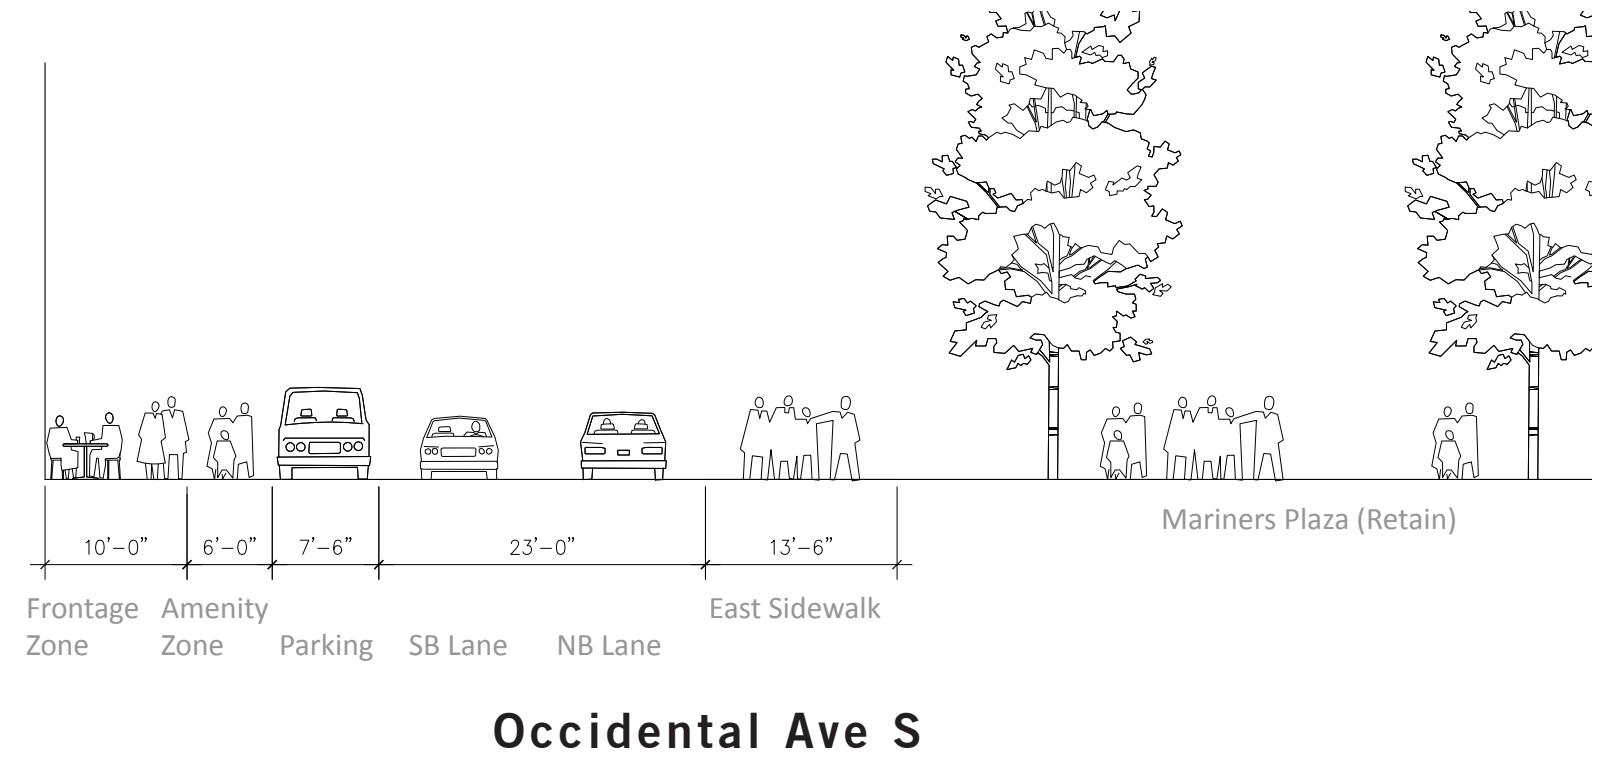 Mariners Plaza (Retain)
10'-0" 6'-0" 7'-6" 23'-0" 13'-6"
Frontage Amenity East Sidewalk
Zone Zone Parking SB Lane NB Lane
Occidental Ave S